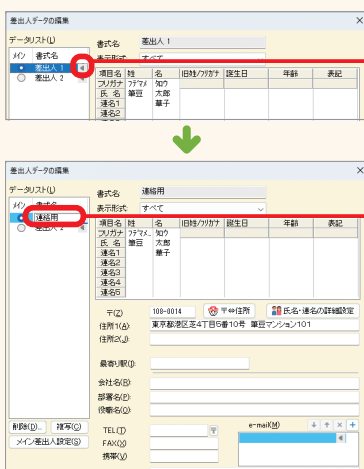 差出人データの編集
データリスト(L)
メイン 書式名
差出人 1
差出人 2
書式名 差出人 1
表示形式 すべて
項目名 姓 名 旧姓/フリガナ 誕生日 年齢 表記
フリガナ フデマメ 知ウ
氏 名 筆豆 太郎
連名1 華子
連名2
差出人データの編集
データリスト(L)
メイン 書式名
連絡用
差出人 2
書式名 連絡用
表示形式: すべて
項目名 姓 名 旧姓/フリガナ 誕生日 年齢 表記
フリガナ フデマメ.. 知ウ
氏 名 筆豆 太郎
連名1 華子
連名2
連名3
連名4
連名5
〒(Z) 108-0014 〒⇔住所 氏名・連名の詳細設定
住所1(A): 東京都港区芝4丁目5番10号 筆豆マンション101
住所2(J):
最寄り駅(I):
会社名(R):
部署名(P):
役職名(Q):
削除(D)... 複写(C)
メイン差出人設定(S)
TEL(T) 〒 e-mail(M)
FAX(X)
携帯(V)